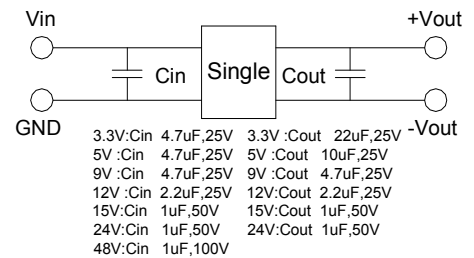 Vin +Vout
Cin Single Cout
GND -Vout
3.3V:Cin 4.7uF,25V 3.3V :Cout 22uF,25V
5V :Cin 4.7uF,25V 5V :Cout 10uF,25V
9V :Cin 4.7uF,25V 9V :Cout 4.7uF,25V
12V :Cin 2.2uF,25V 12V:Cout 2.2uF,25V
15V:Cin 1uF,50V 15V:Cout 1uF,50V
24V:Cin 1uF,50V 24V:Cout 1uF,50V
48V:Cin 1uF,100V